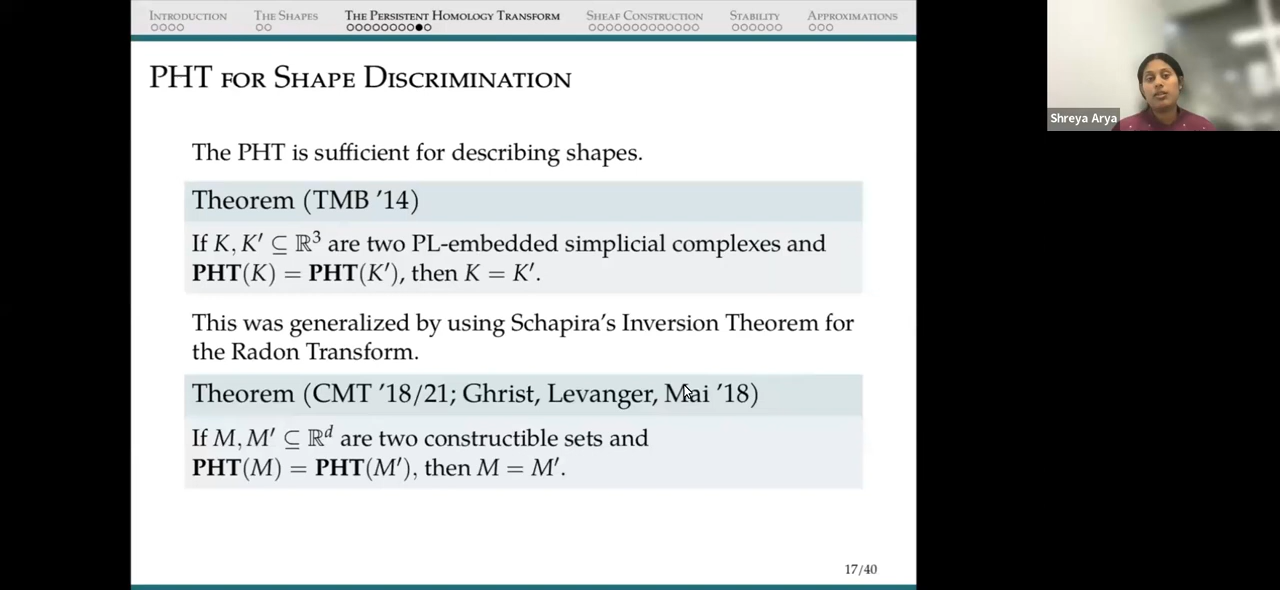 INTRODUCTION THE SHAPES THE PERSISTENT HOMOLOGY TRANSFORM SHEAF CONSTRUCTION STABILITY APPROXIMATIONS
PHT FOR SHAPE DISCRIMINATION
Shreya Arya
The PHT is sufficient for describing shapes.
Theorem (TMB ’14)
If K, K′ ⊆ ℝ³ are two PL-embedded simplicial complexes and
PHT(K) = PHT(K′), then K = K′.
This was generalized by using Schapira’s Inversion Theorem for
the Radon Transform.
Theorem (CMT ’18/21; Ghrist, Levanger, Mai ’18)
If M, M′ ⊆ ℝᵈ are two constructible sets and
PHT(M) = PHT(M′), then M = M′.
17/40